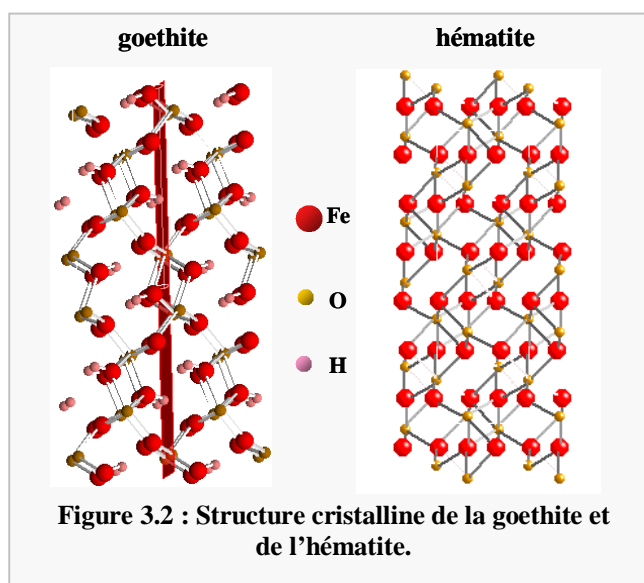 goethite
hématite
Fe
O
H
Figure 3.2 : Structure cristalline de la goethite et
de l’hématite.